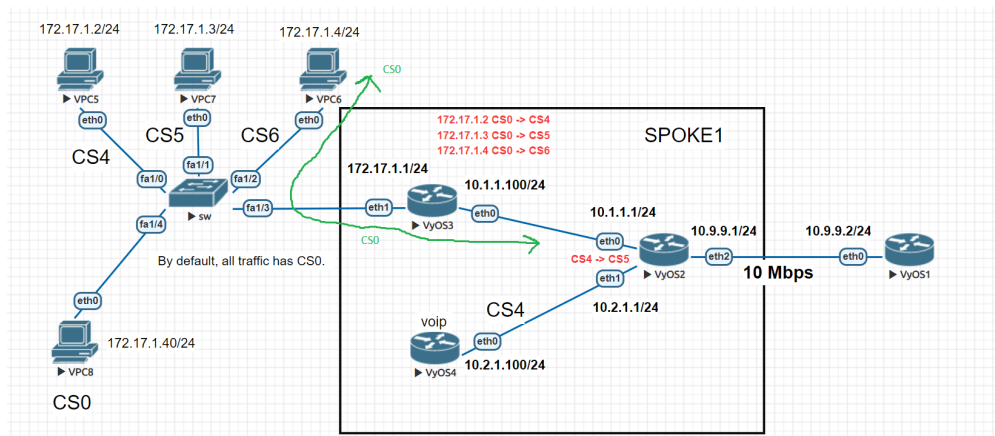 172.17.1.2/24
172.17.1.3/24
172.17.1.4/24
VPC5
VPC7
VPC6
CS0
eth0
eth0
eth0
CS4
CS5
CS6
fa1/0
fa1/1
fa1/2
fa1/3
fa1/4
sw
By default, all traffic has CS0.
eth0
172.17.1.40/24
VPC8
CS0
172.17.1.2 CS0 -> CS4
172.17.1.3 CS0 -> CS5
172.17.1.4 CS0 -> CS6
SPOKE1
172.17.1.1/24
10.1.1.100/24
eth1
eth0
VyOS3
CS0
10.1.1.1/24
eth0
CS4 -> CS5
eth1
VyOS2
10.9.9.1/24
eth2
10 Mbps
10.9.9.2/24
eth0
VyOS1
10.2.1.1/24
CS4
voip
eth0
VyOS4
10.2.1.100/24